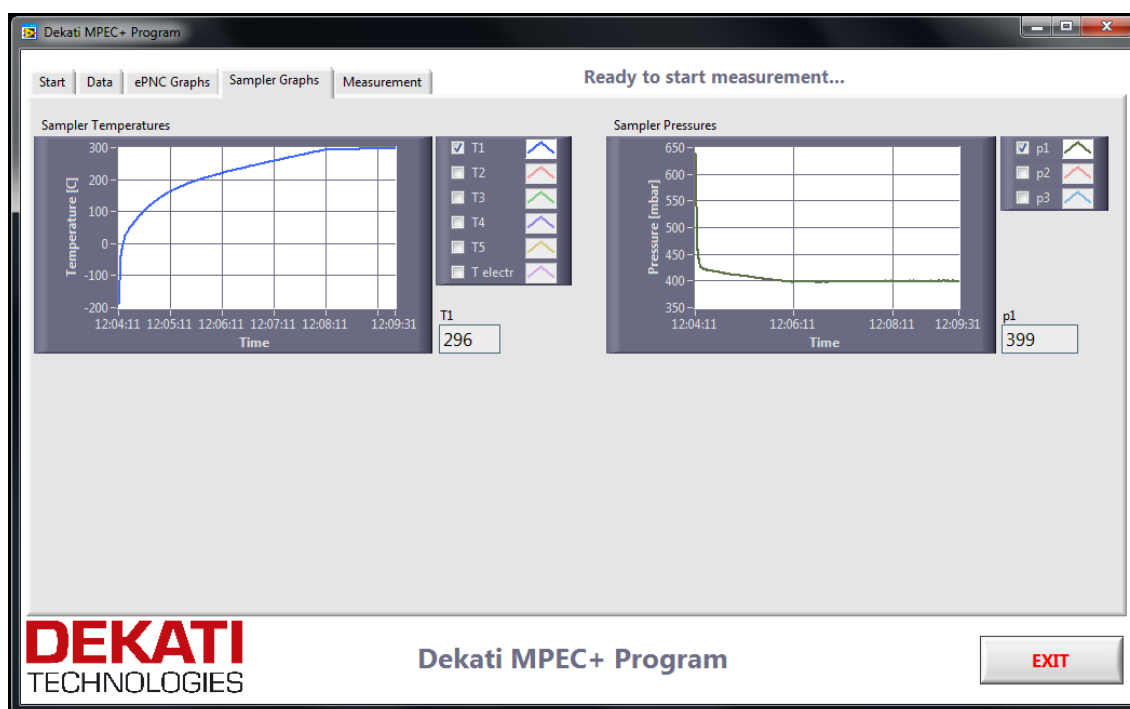 Dekati MPEC+ Program
Start Data ePNC Graphs Sampler Graphs Measurement
Ready to start measurement...
Sampler Temperatures
Temperature [C]
300
200
100
0
-100
-200
12:04:11 12:05:11 12:06:11 12:07:11 12:08:11 12:09:31
Time
T1
T2
T3
T4
T5
T electr
T1
296
Sampler Pressures
Pressure [mbar]
650
600
550
500
450
400
350
12:04:11 12:06:11 12:08:11 12:09:31
Time
p1
p2
p3
p1
399
DEKATI
TECHNOLOGIES
Dekati MPEC+ Program
EXIT